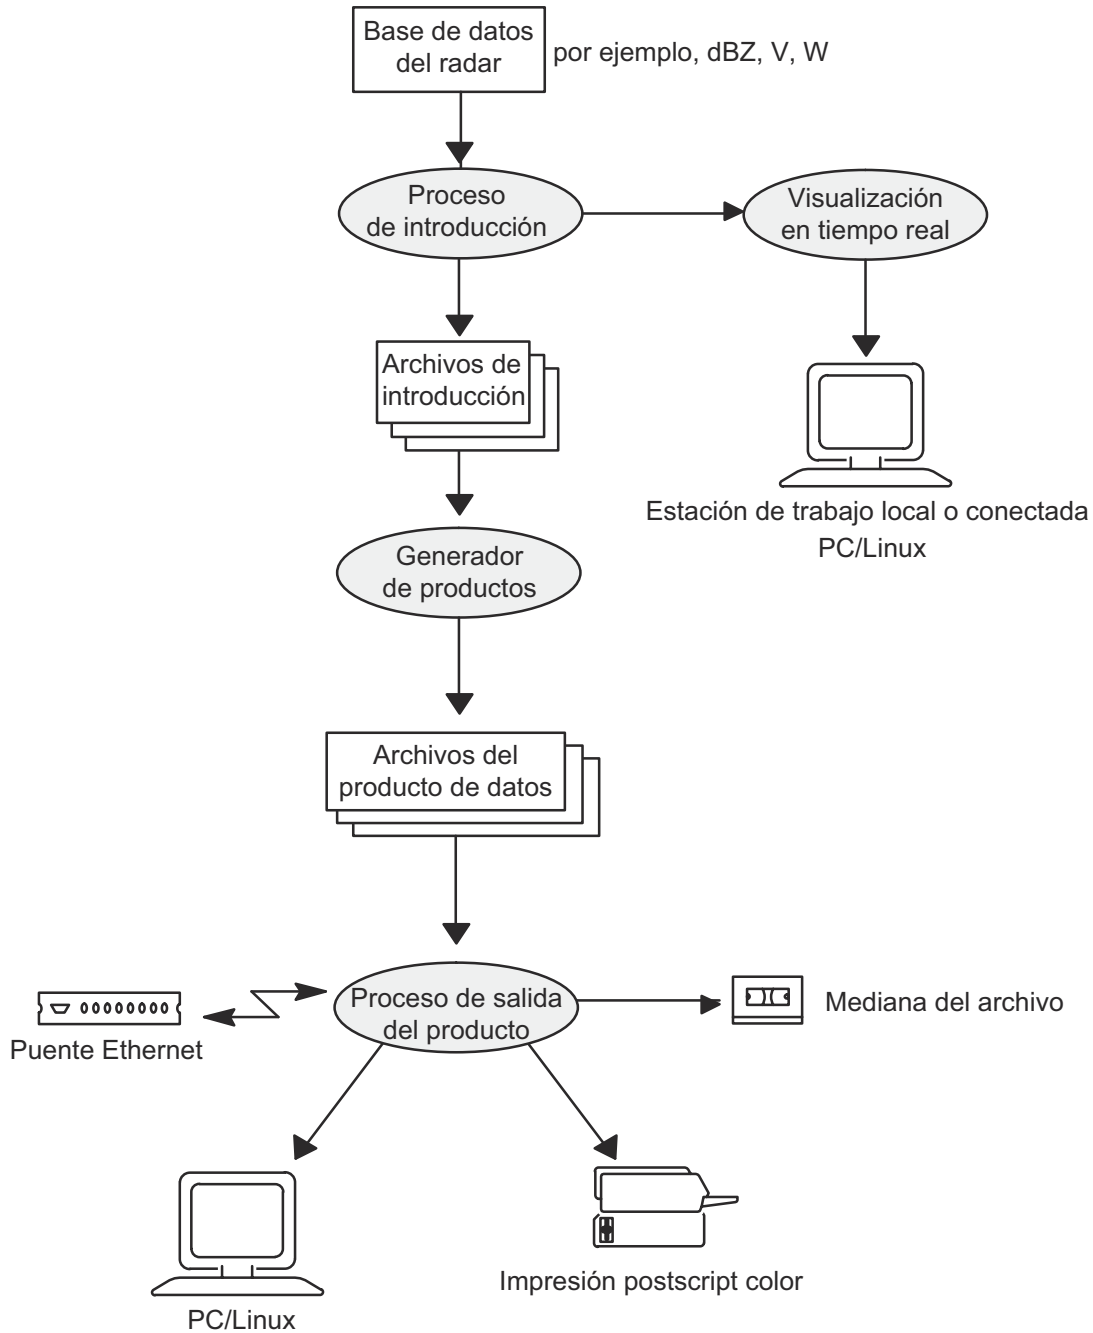 Base de datos
del radar
por ejemplo, dBZ, V, W
Proceso
de introducción
Visualización
en tiempo real
Archivos de
introducción
Estación de trabajo local o conectada
PC/Linux
Generador
de productos
Archivos del
producto de datos
Proceso de salida
del producto
Mediana del archivo
Puente Ethernet
Impresión postscript color
PC/Linux